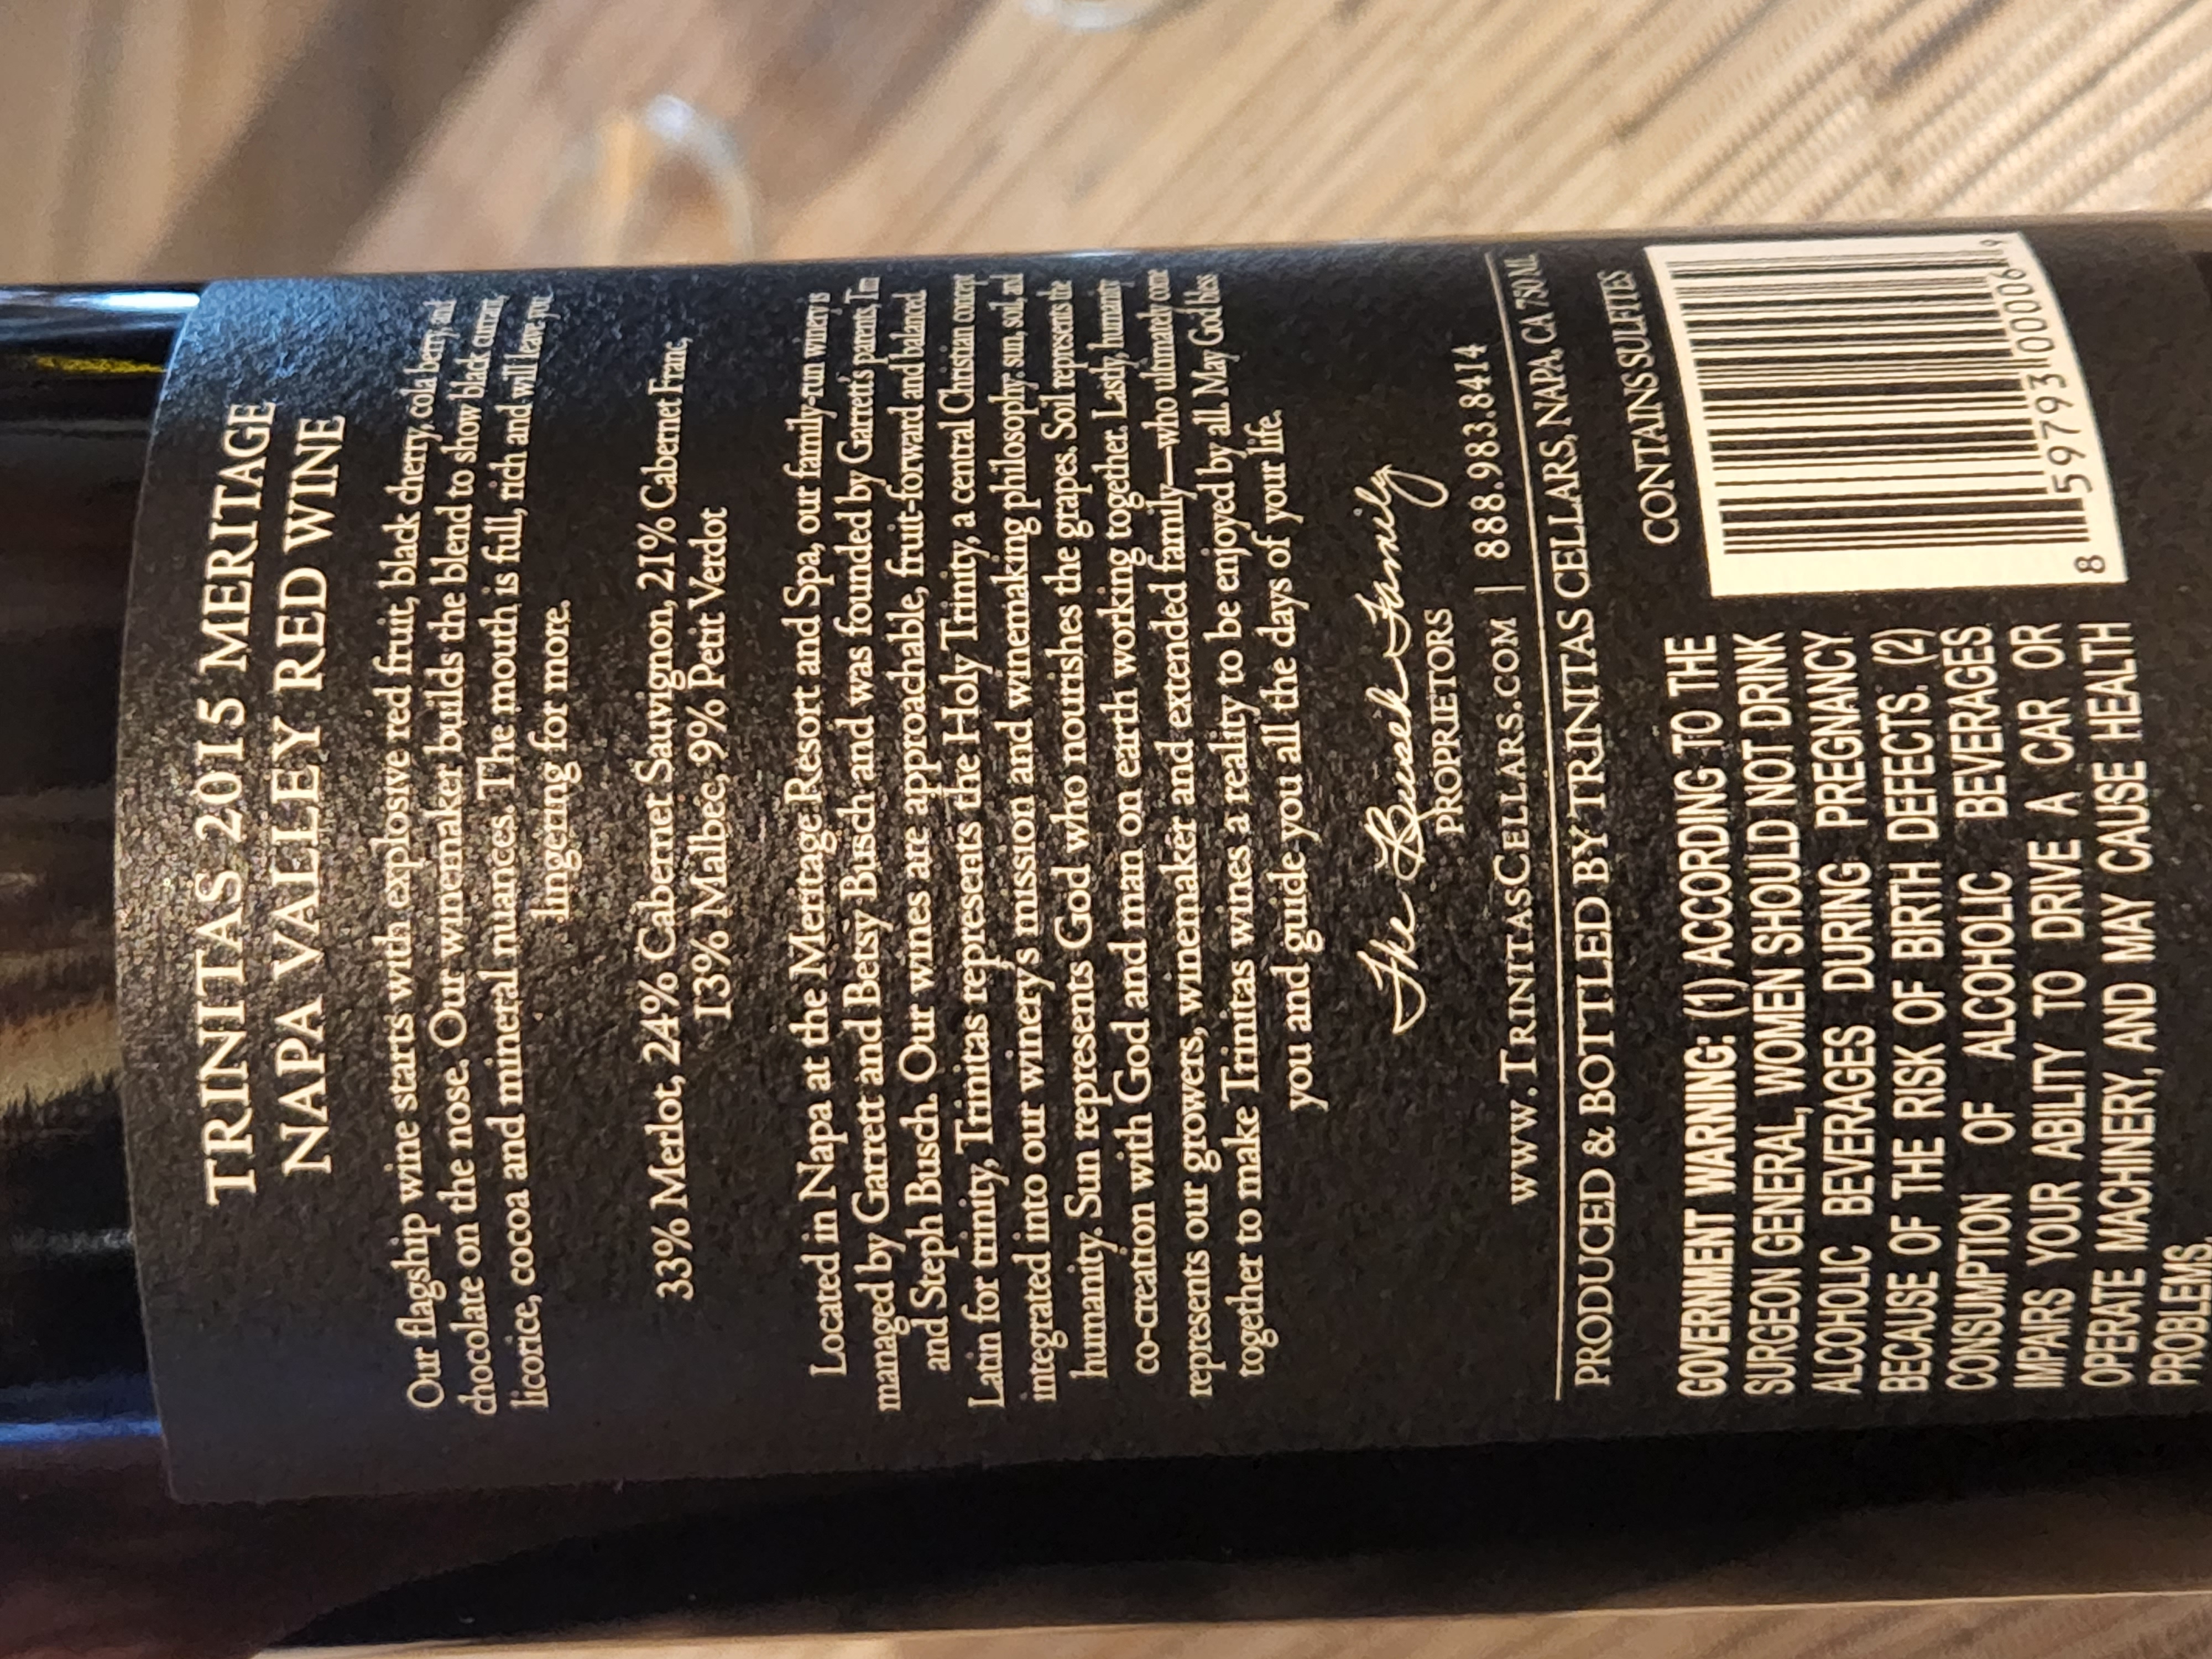 TRINITAS 2015 MERITAGE
NAPA VALLEY RED WINE
Our flagship wine starts with explosive red fruit, black cherry, cola berry, and
chocolate on the nose. Our winemaker builds the blend to show black currant,
licorice, cocoa and mineral nuances. The mouth is full, rich and will leave you
lingering for more.
33% Merlot, 24% Cabernet Sauvignon, 21% Cabernet Franc,
13% Malbec, 9% Petit Verdot
Located in Napa at the Meritage Resort and Spa, our family-run winery is
managed by Garrett and Betsy Busch and was founded by Garrett's parents, Tim
and Steph Busch. Our wines are approachable, fruit-forward and balanced.
Latin for trinity, Trinitas represents the Holy Trinity, a central Christian concept
integrated into our winery's mission and winemaking philosophy: sun, soil, and
humanity. Sun represents God who nourishes the grapes. Soil represents the
co-creation with God and man on earth working together. Lastly, humanity
represents our growers, winemaker and extended family—who ultimately come
together to make Trinitas wines a reality to be enjoyed by all. May God bless
you and guide you all the days of your life.
The Busch Family
PROPRIETORS
WWW.TRINITASCELLARS.COM | 888.983.8414
PRODUCED & BOTTLED BY TRINITAS CELLARS, NAPA, CA 750 ML
CONTAINS SULFITES
GOVERNMENT WARNING: (1) ACCORDING TO THE
SURGEON GENERAL, WOMEN SHOULD NOT DRINK
ALCOHOLIC BEVERAGES DURING PREGNANCY
BECAUSE OF THE RISK OF BIRTH DEFECTS. (2)
CONSUMPTION OF ALCOHOLIC BEVERAGES
IMPAIRS YOUR ABILITY TO DRIVE A CAR OR
OPERATE MACHINERY, AND MAY CAUSE HEALTH
PROBLEMS.
8 59793 00006 9